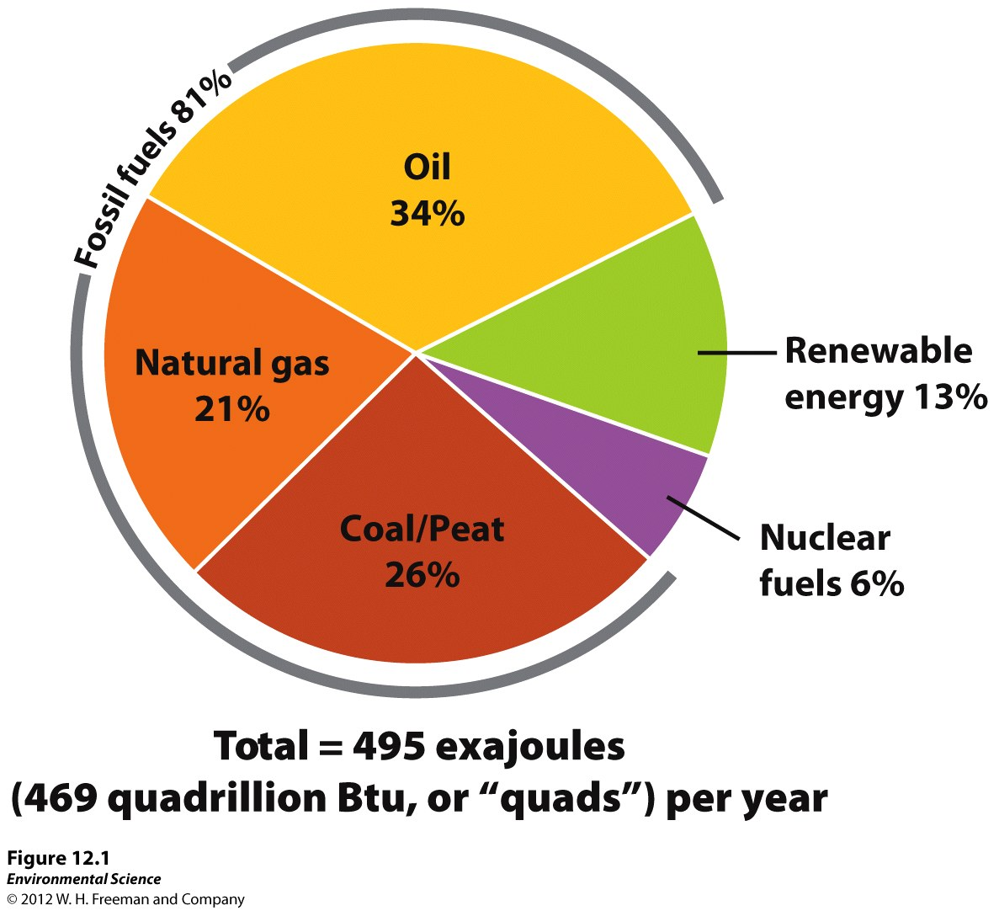 Fossil fuels 81%
Oil
34%
Natural gas
21%
Coal/Peat
26%
Renewable
energy 13%
Nuclear
fuels 6%
Total = 495 exajoules
(469 quadrillion Btu, or “quads”) per year
Figure 12.1
Environmental Science
© 2012 W. H. Freeman and Company